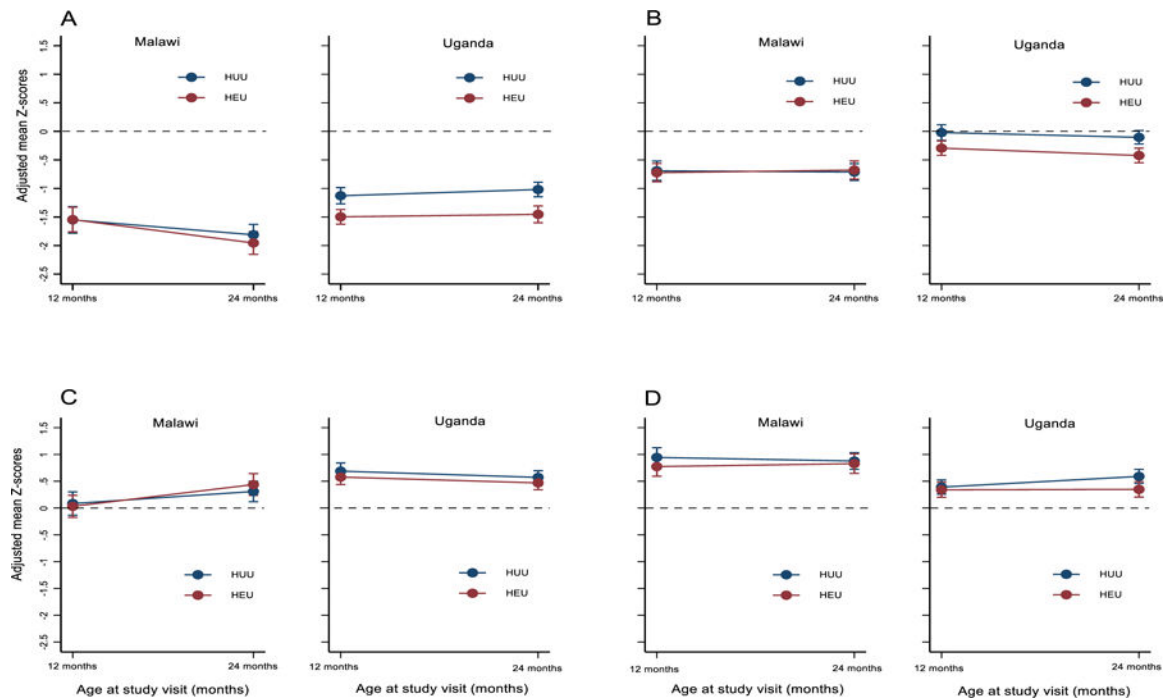 A
Malawi
Uganda
HUU
HEU
HUU
HEU
Adjusted mean Z-scores
1.5
1
.5
0
-.5
-1
-1.5
-2
-2.5
12 months
24 months
12 months
24 months
B
Malawi
Uganda
HUU
HEU
HUU
HEU
12 months
24 months
12 months
24 months
C
Malawi
Uganda
HUU
HEU
HUU
HEU
Adjusted mean Z-scores
1.5
1
.5
0
-.5
-1
-1.5
-2
-2.5
12 months
24 months
12 months
24 months
Age at study visit (months)
Age at study visit (months)
D
Malawi
Uganda
HUU
HEU
HUU
HEU
12 months
24 months
12 months
24 months
Age at study visit (months)
Age at study visit (months)